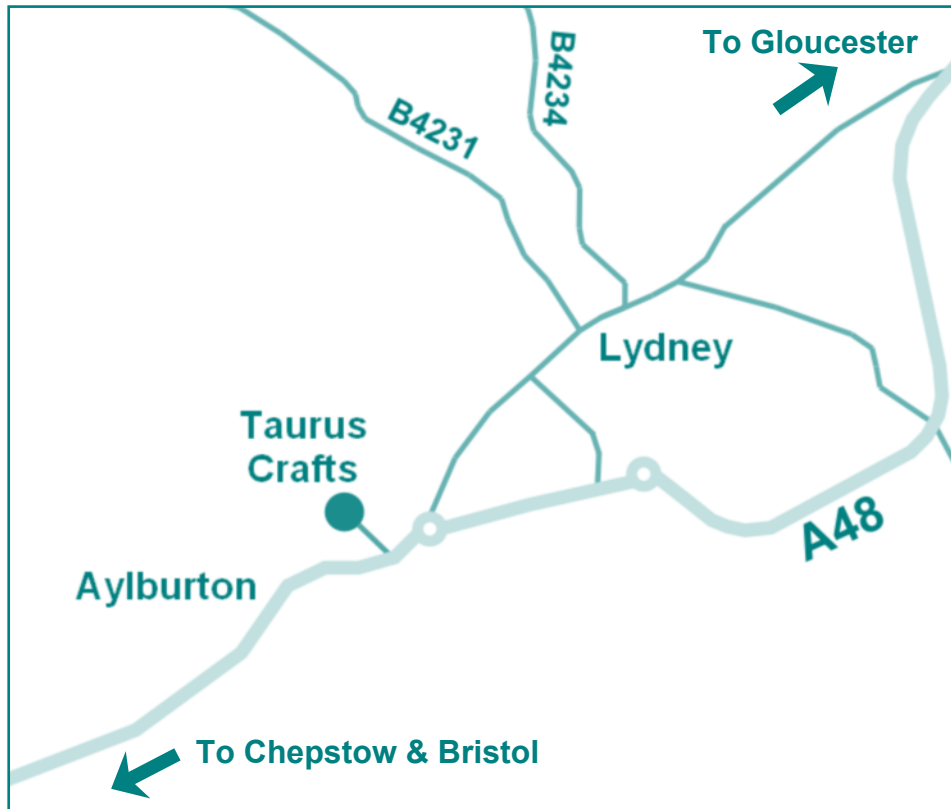 To Gloucester
B4234
B4231
Lydney
Taurus
Crafts
A48
Aylburton
To Chepstow & Bristol